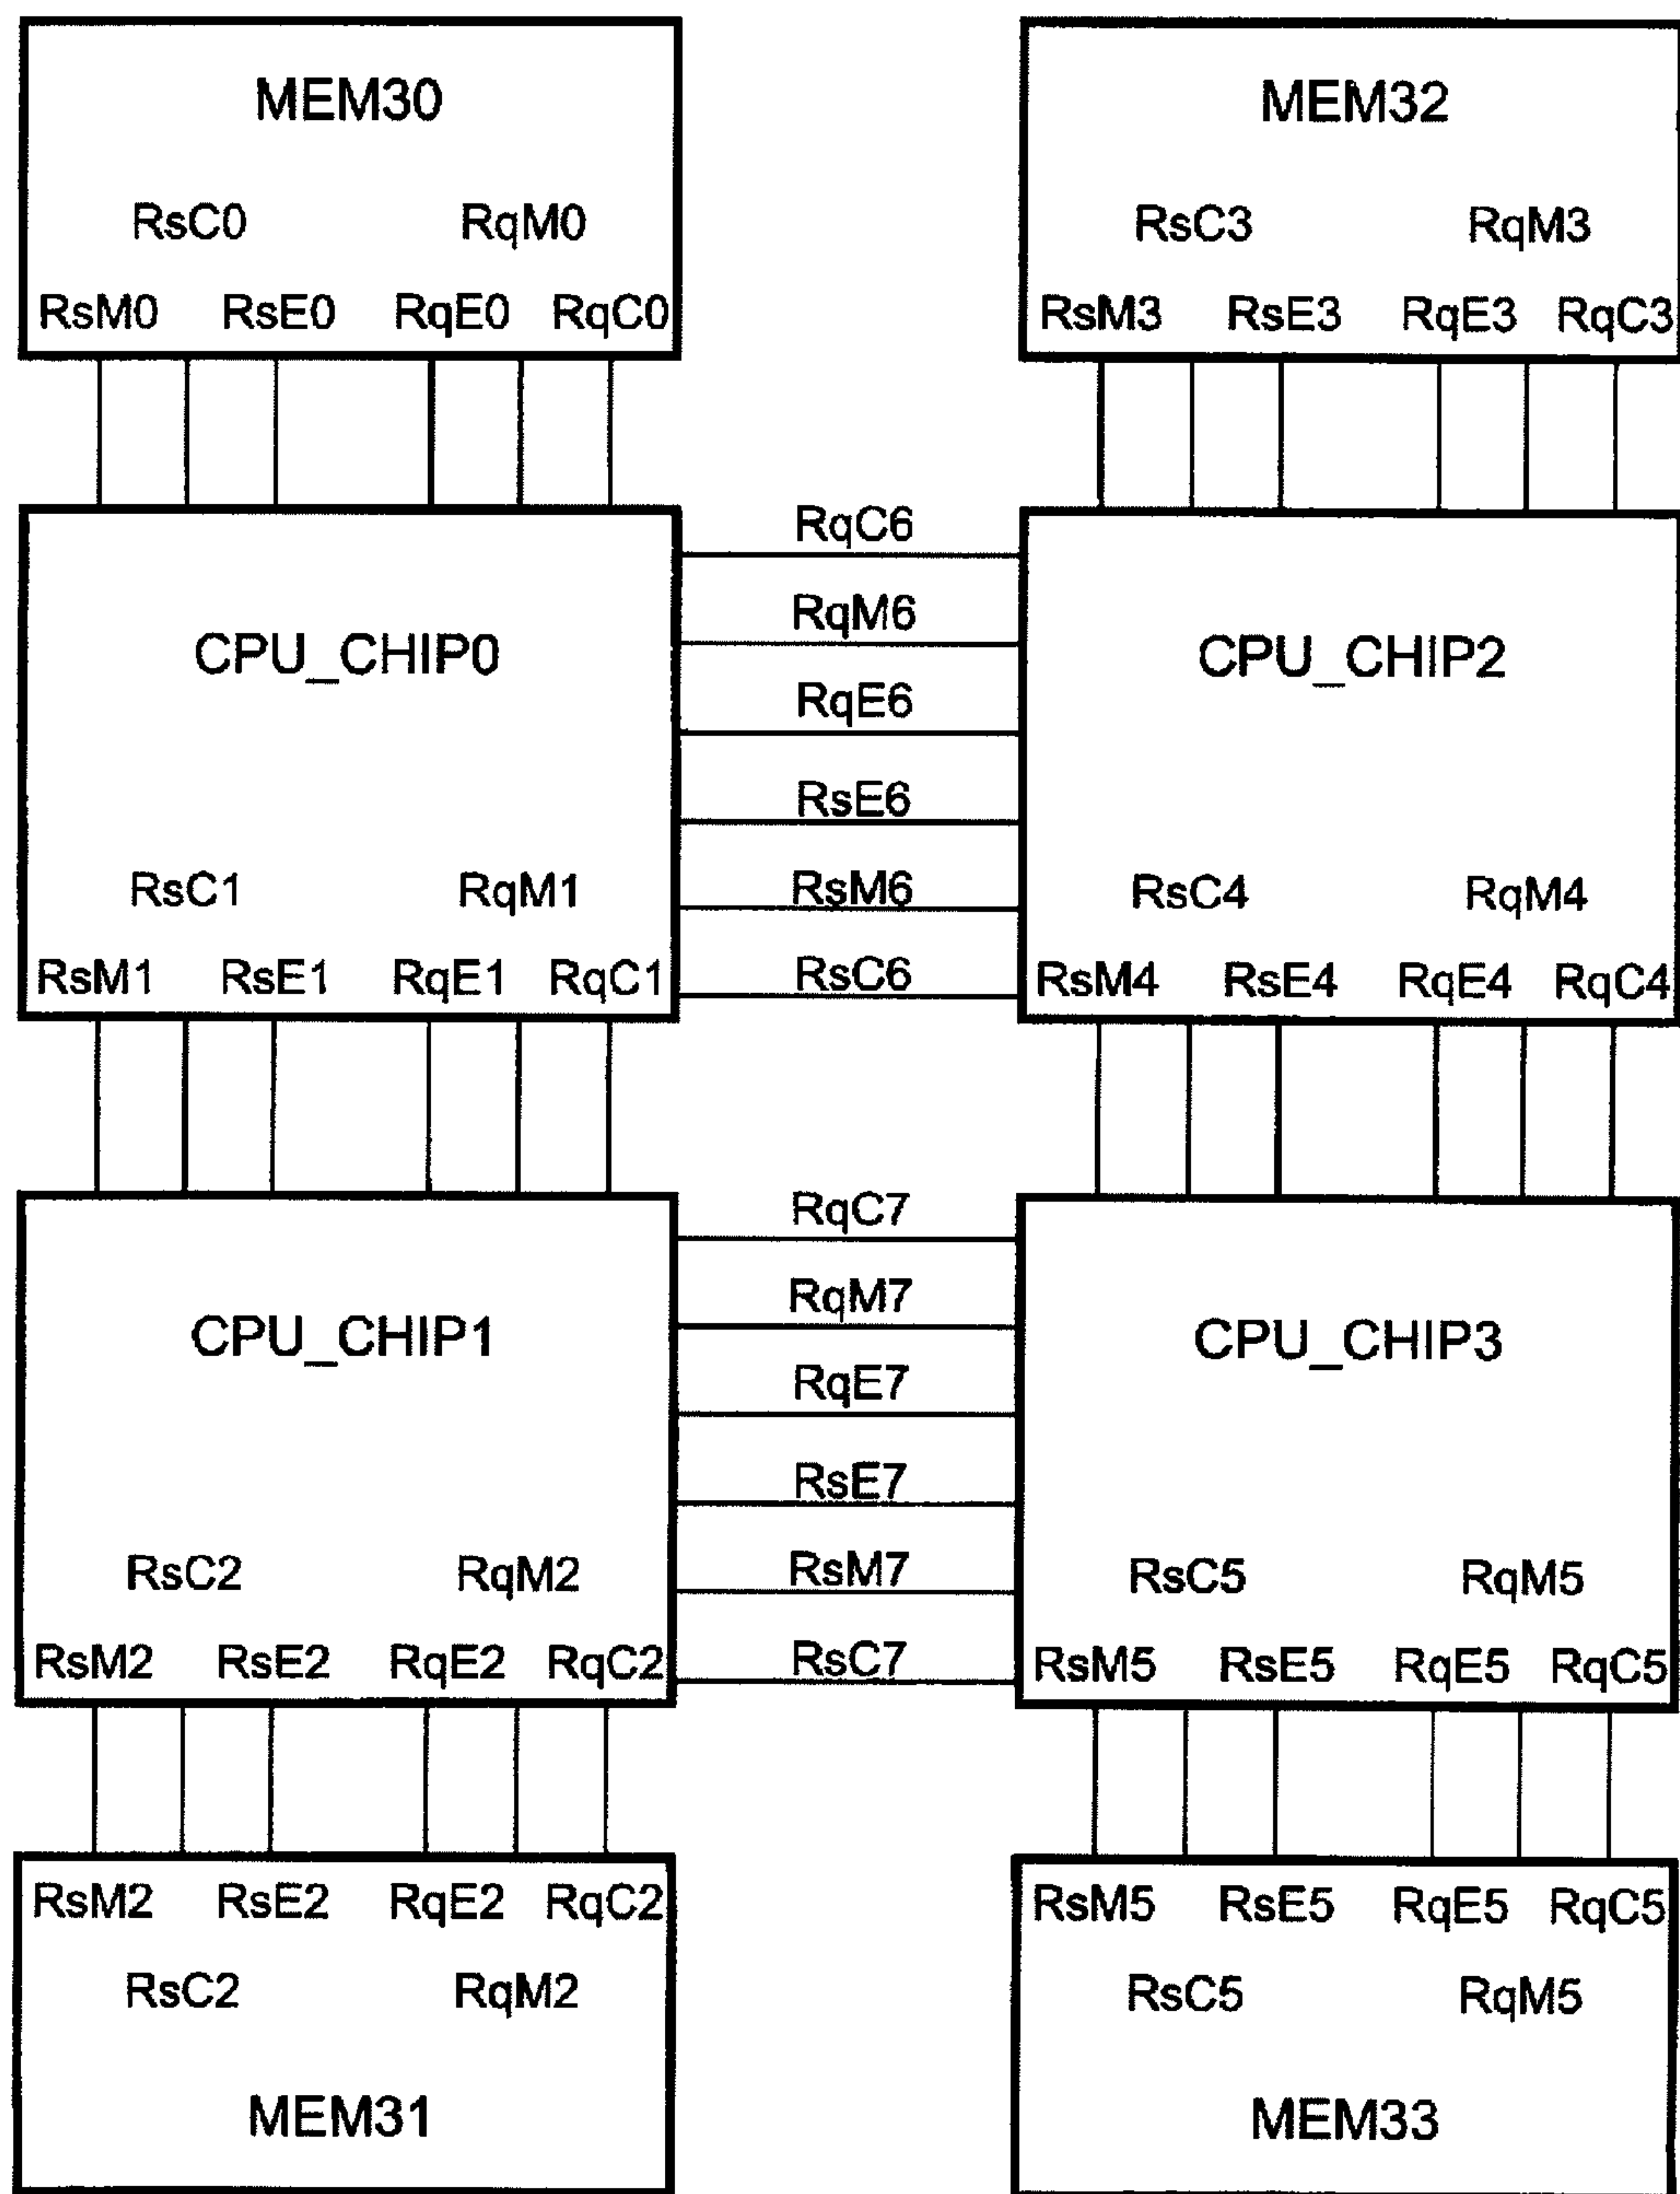 MEM30 MEM32
RsC0 RqM0 RsC3 RqM3
RsM0 RsE0 RqE0 RqC0 RsM3 RsE3 RqE3 RqC3
RqC6
RqM6
CPU_CHIP0 CPU_CHIP2
RqE6
RsE6
RsC1 RqM1 RsM6 RsC4 RqM4
RsM1 RsE1 RqE1 RqC1 RsC6 RsM4 RsE4 RqE4 RqC4
RqC7
RqM7
CPU_CHIP1 CPU_CHIP3
RqE7
RsE7
RsC2 RqM2 RsM7 RsC5 RqM5
RsM2 RsE2 RqE2 RqC2 RsC7 RsM5 RsE5 RqE5 RqC5
RsM2 RsE2 RqE2 RqC2 RsM5 RsE5 RqE5 RqC5
RsC2 RqM2 RsC5 RqM5
MEM31 MEM33